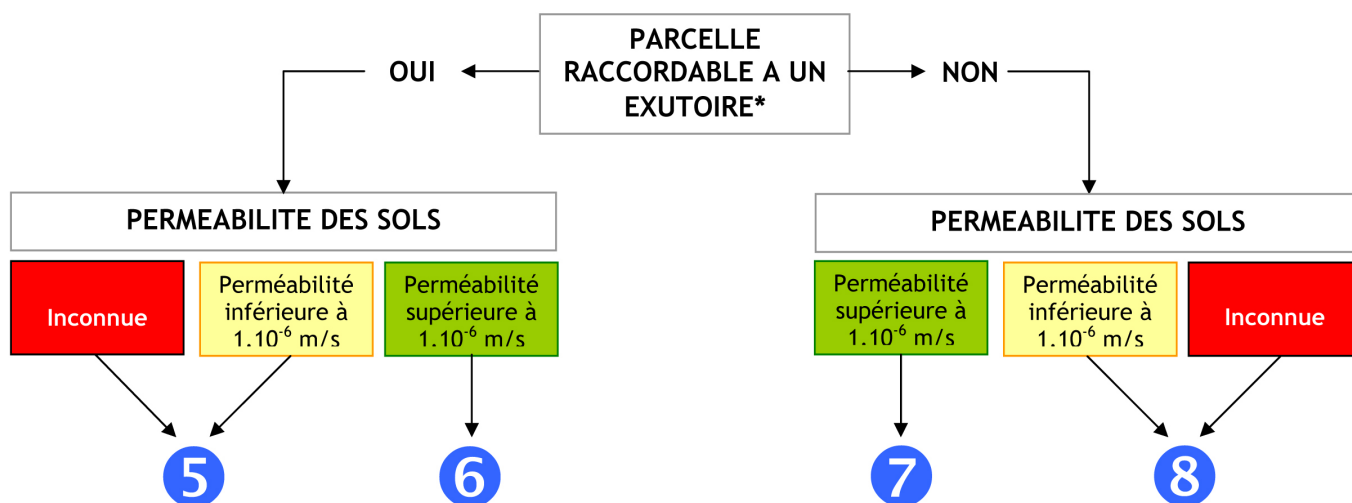 PARCELLE
RACCORDABLE A UN
EXUTOIRE*
OUI
NON
PERMEABILITE DES SOLS
Inconnue
Perméabilité
inférieure à
1.10⁻⁶ m/s
Perméabilité
supérieure à
1.10⁻⁶ m/s
5
6
PERMEABILITE DES SOLS
Perméabilité
supérieure à
1.10⁻⁶ m/s
Perméabilité
inférieure à
1.10⁻⁶ m/s
Inconnue
7
8